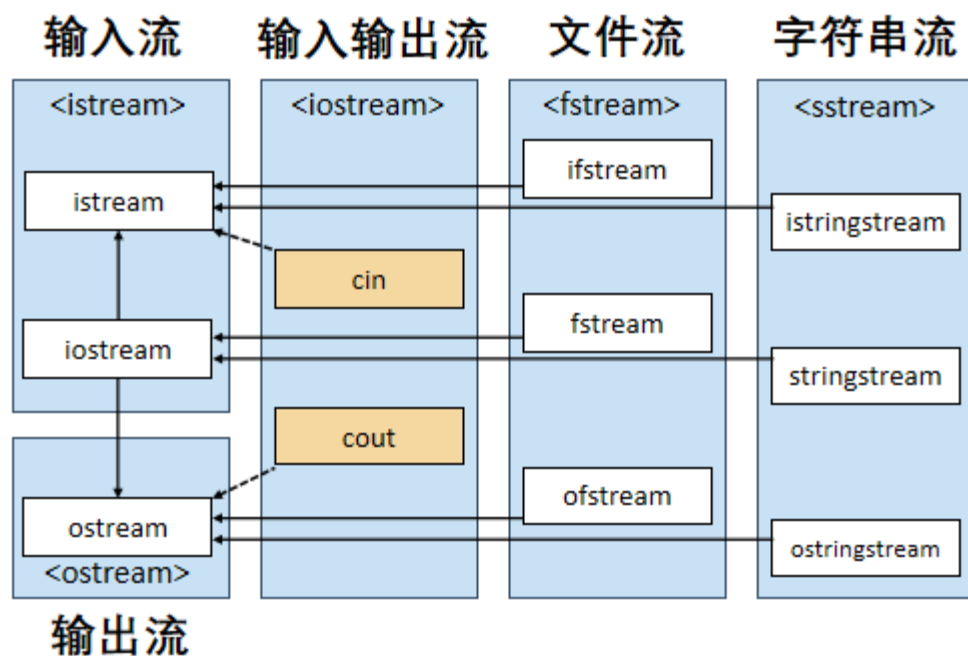 输入流
输入输出流
文件流
字符串流
<istream>
<iostream>
<fstream>
<sstream>
ifstream
istream
istringstream
cin
fstream
iostream
stringstream
cout
ofstream
ostream
ostringstream
<ostream>
输出流